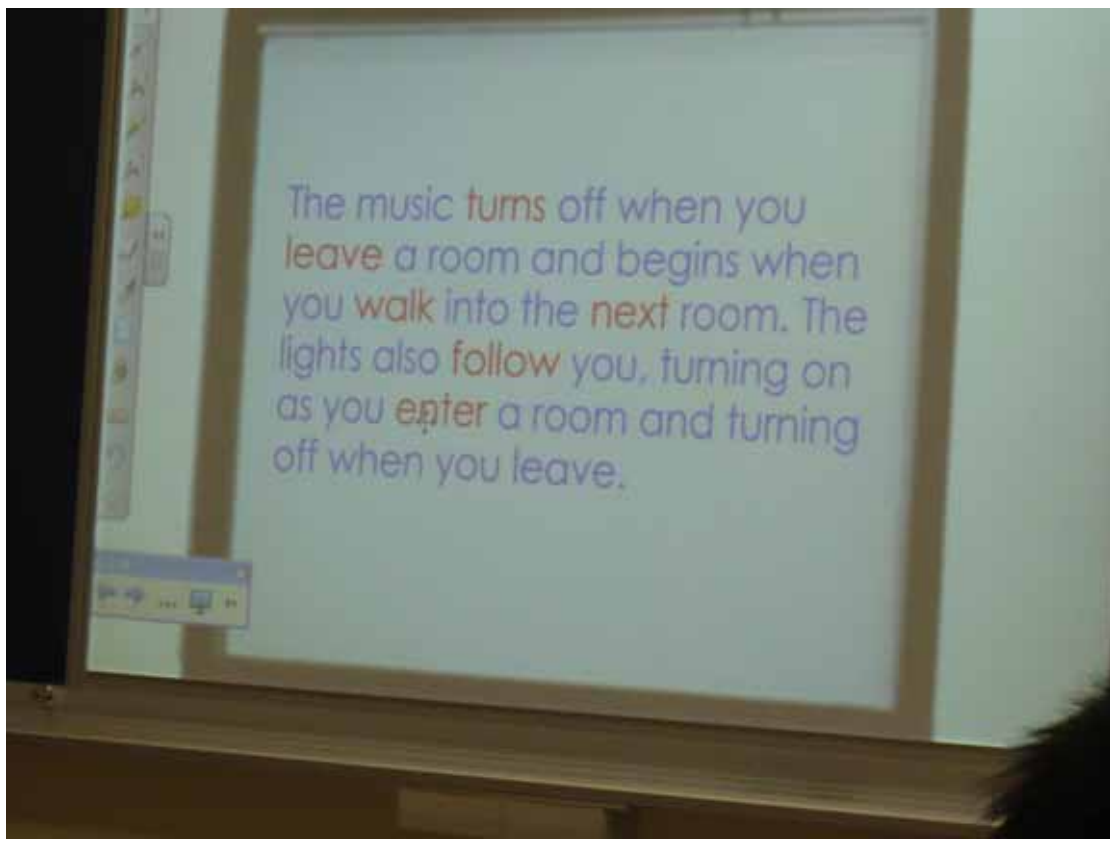 The music turns off when you
leave a room and begins when
you walk into the next room. The
lights also follow you, turning on
as you enter a room and turning
off when you leave.